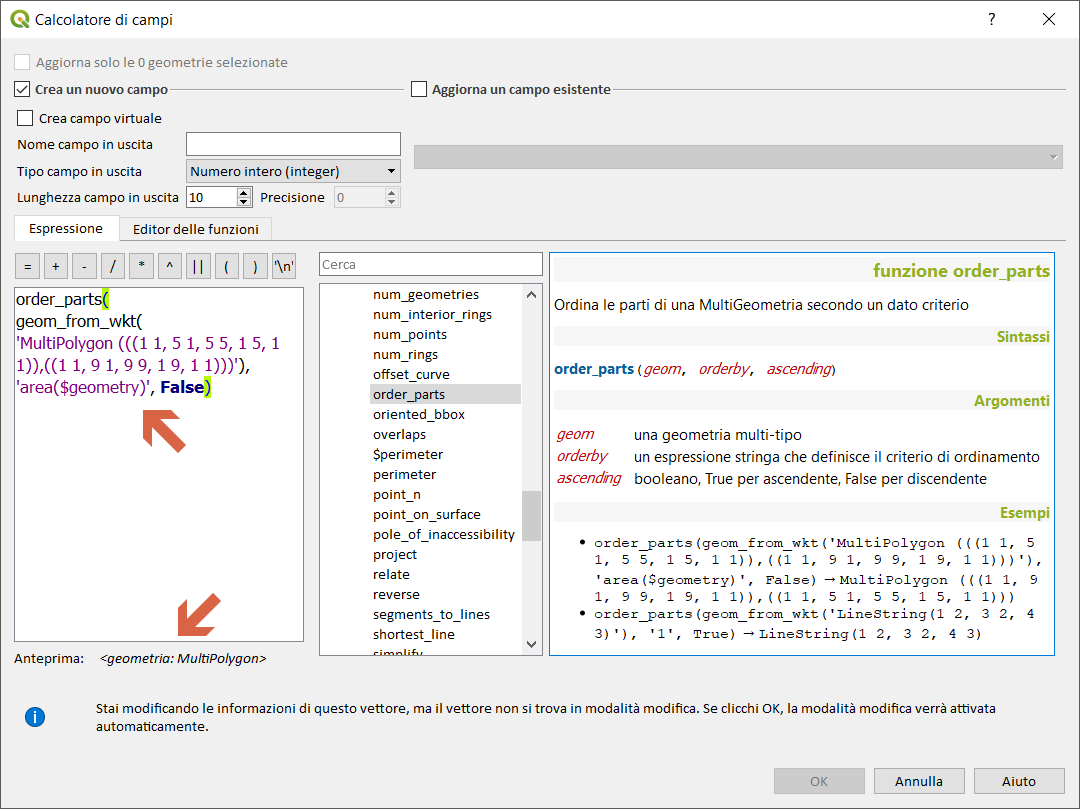 Calcolatore di campi
?
Aggiorna solo le 0 geometrie selezionate
Crea un nuovo campo
Aggiorna un campo esistente
Crea campo virtuale
Nome campo in uscita
Tipo campo in uscita
Numero intero (integer)
Lunghezza campo in uscita
10
Precisione
0
Espressione
Editor delle funzioni
= + - / * ^ || ( ) '\n'
order_parts(
geom_from_wkt(
'MultiPolygon (((1 1, 5 1, 5 5, 1 5, 1
1)),((1 1, 9 1, 9 9, 1 9, 1 1)))'),
'area($geometry)', False)
Anteprima:
<geometria: MultiPolygon>
Cerca
num_geometries
num_interior_rings
num_points
num_rings
offset_curve
order_parts
oriented_bbox
overlaps
$perimeter
perimeter
point_n
point_on_surface
pole_of_inaccessibility
project
relate
reverse
segments_to_lines
shortest_line
simplify
funzione order_parts
Ordina le parti di una MultiGeometria secondo un dato criterio
Sintassi
order_parts(geom, orderby, ascending)
Argomenti
geom una geometria multi-tipo
orderby un espressione stringa che definisce il criterio di ordinamento
ascending booleano, True per ascendente, False per discendente
Esempi
• order_parts(geom_from_wkt('MultiPolygon (((1 1, 5
1, 5 5, 1 5, 1 1)),((1 1, 9 1, 9 9, 1 9, 1 1)))'),
'area($geometry)', False) → MultiPolygon (((1 1, 9
1, 9 9, 1 9, 1 1)),((1 1, 5 1, 5 5, 1 5, 1 1)))
• order_parts(geom_from_wkt('LineString(1 2, 3 2, 4
3)'), '1', True) → LineString(1 2, 3 2, 4 3)
Stai modificando le informazioni di questo vettore, ma il vettore non si trova in modalità modifica. Se clicchi OK, la modalità modifica verrà attivata
automaticamente.
OK
Annulla
Aiuto